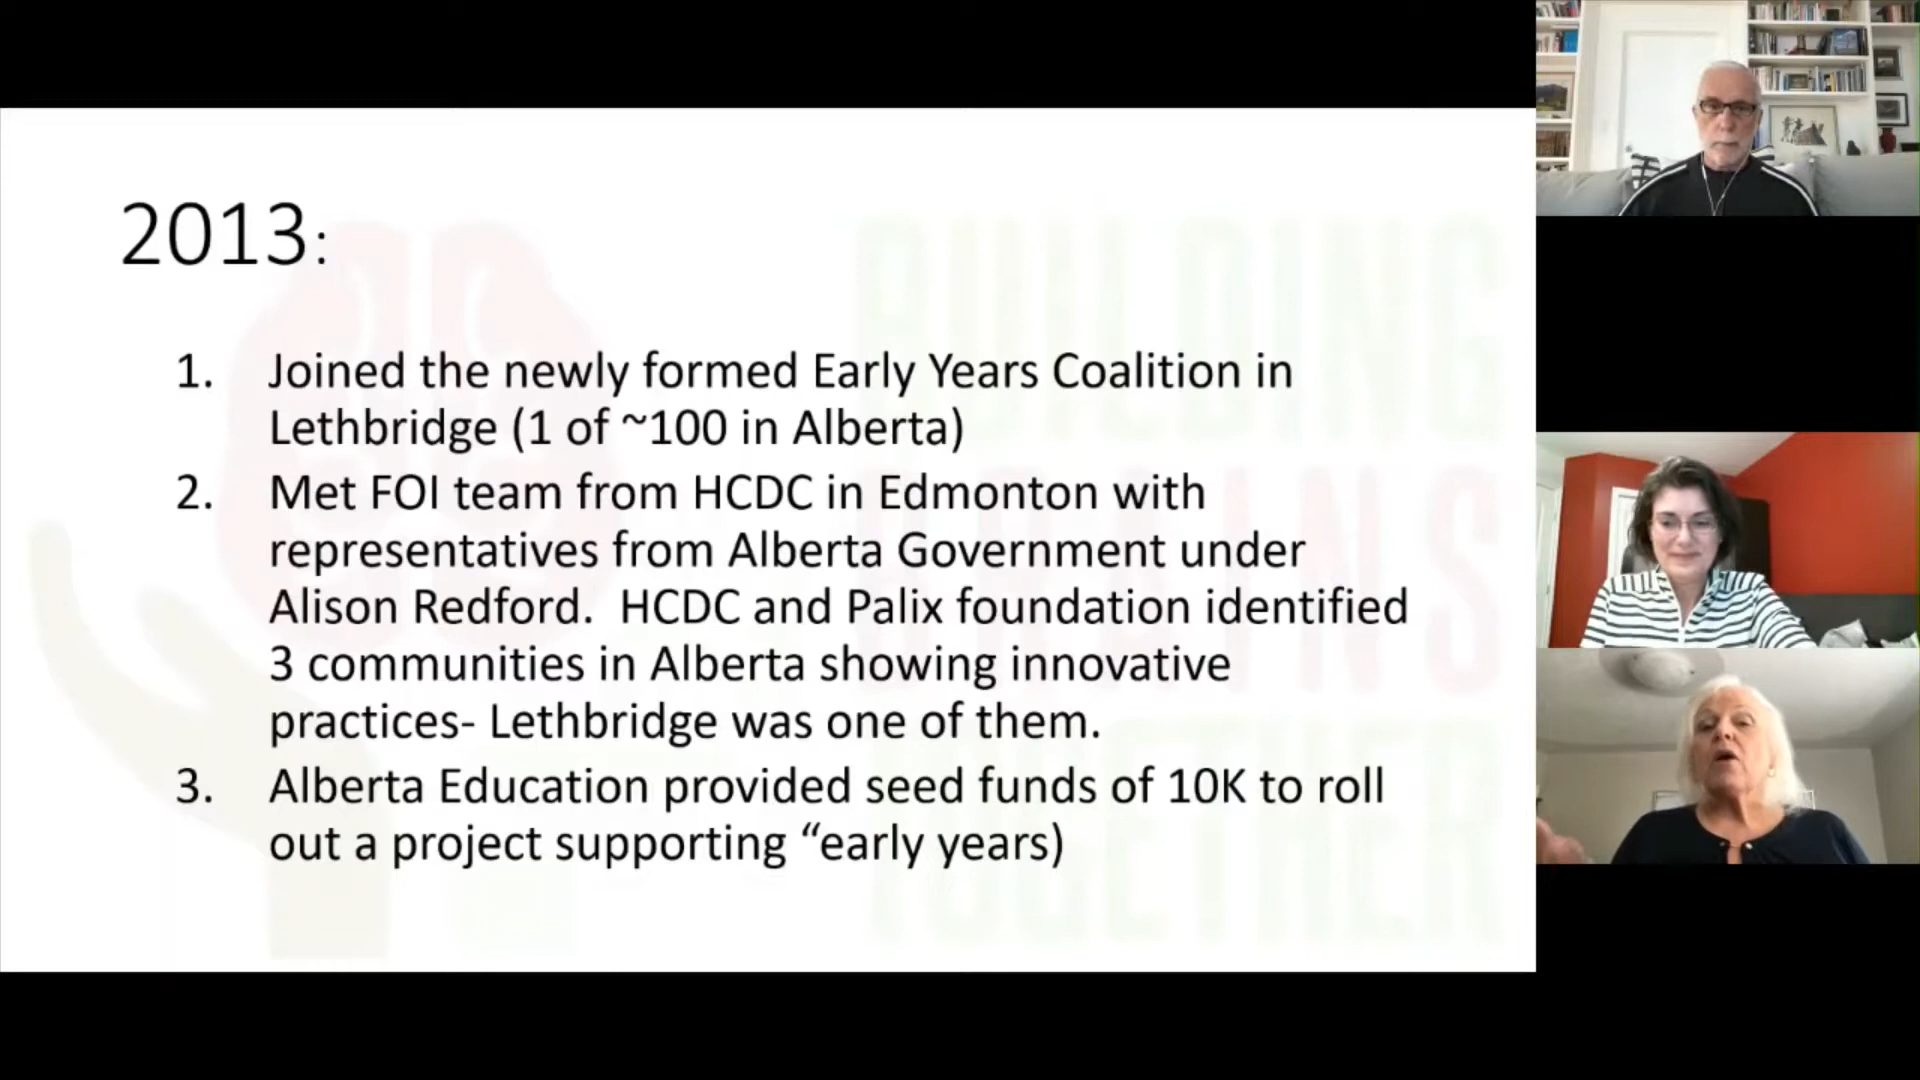 2013:
1. Joined the newly formed Early Years Coalition in
Lethbridge (1 of ~100 in Alberta)
2. Met FOI team from HCDC in Edmonton with
representatives from Alberta Government under
Alison Redford. HCDC and Palix foundation identified
3 communities in Alberta showing innovative
practices- Lethbridge was one of them.
3. Alberta Education provided seed funds of 10K to roll
out a project supporting “early years)
BUILDING
BRAINS
TOGETHER